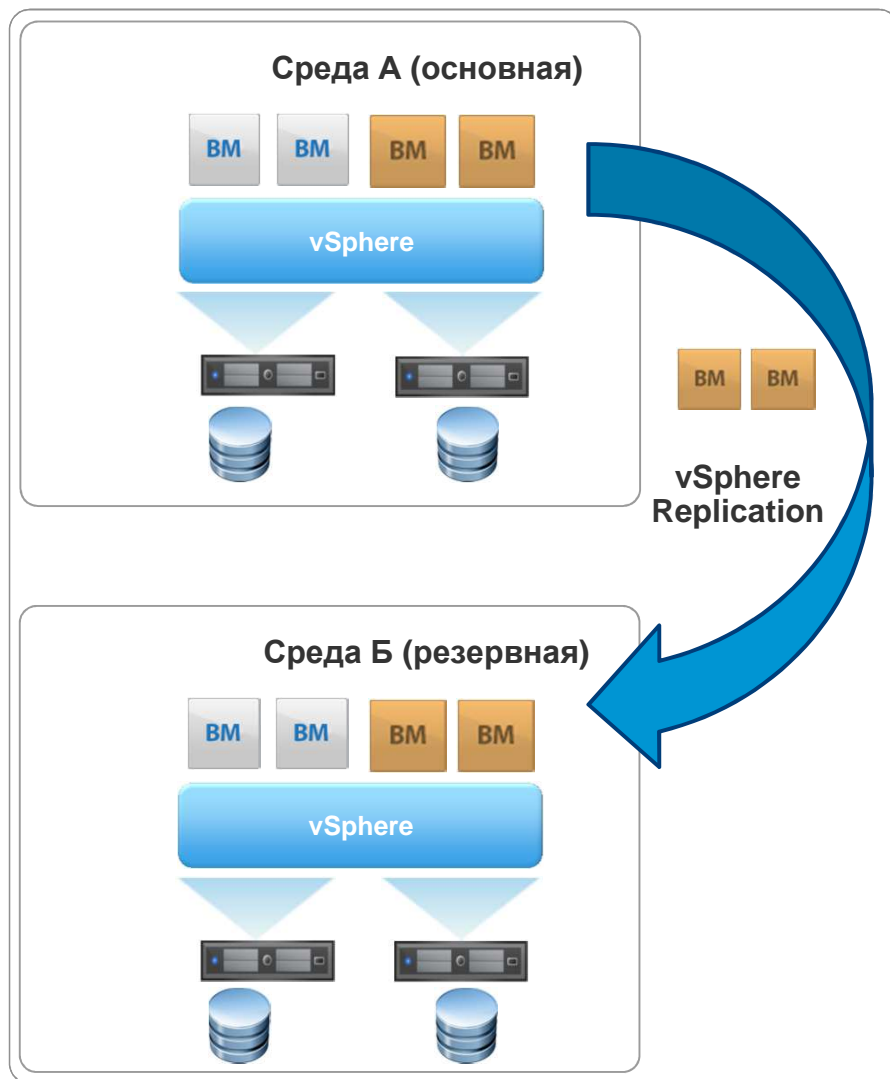 Среда А (основная)
ВМ ВМ ВМ ВМ
vSphere
ВМ ВМ
vSphere
Replication
Среда Б (резервная)
ВМ ВМ ВМ ВМ
vSphere